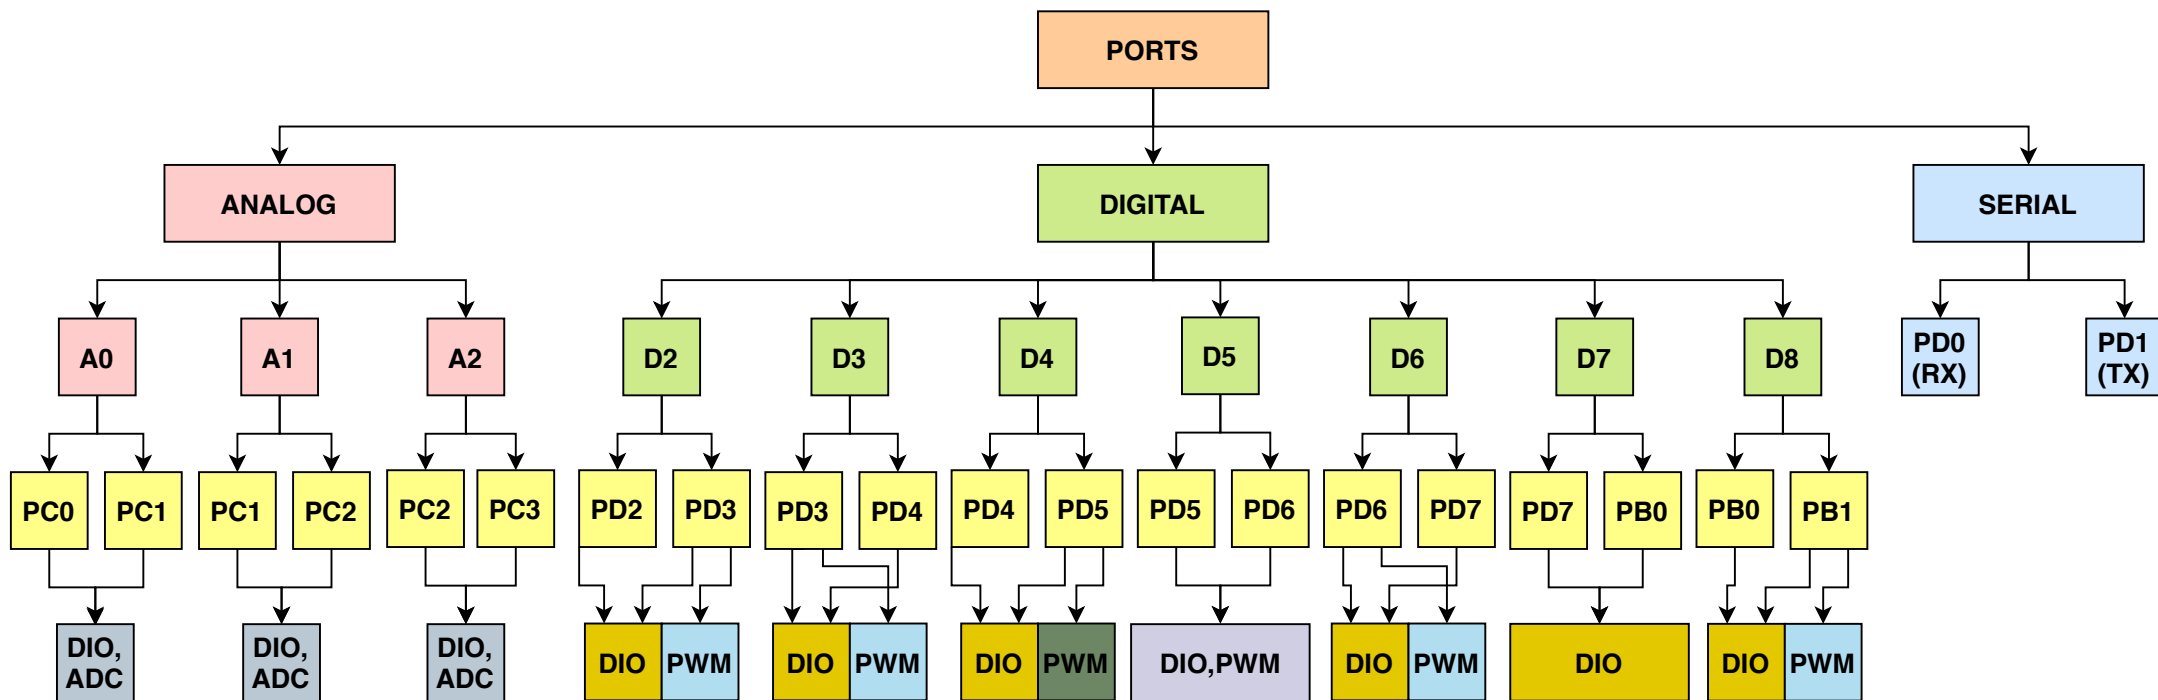 PORTS
ANALOG
DIGITAL
SERIAL
A0
A1
A2
D2
D3
D4
D5
D6
D7
D8
PD0
(RX)
PD1
(TX)
PC0
PC1
PC1
PC2
PC2
PC3
PD2
PD3
PD3
PD4
PD4
PD5
PD5
PD6
PD6
PD7
PD7
PB0
PB0
PB1
DIO,
ADC
DIO,
ADC
DIO,
ADC
DIO
PWM
DIO
PWM
DIO
PWM
DIO,PWM
DIO
PWM
DIO
DIO
PWM